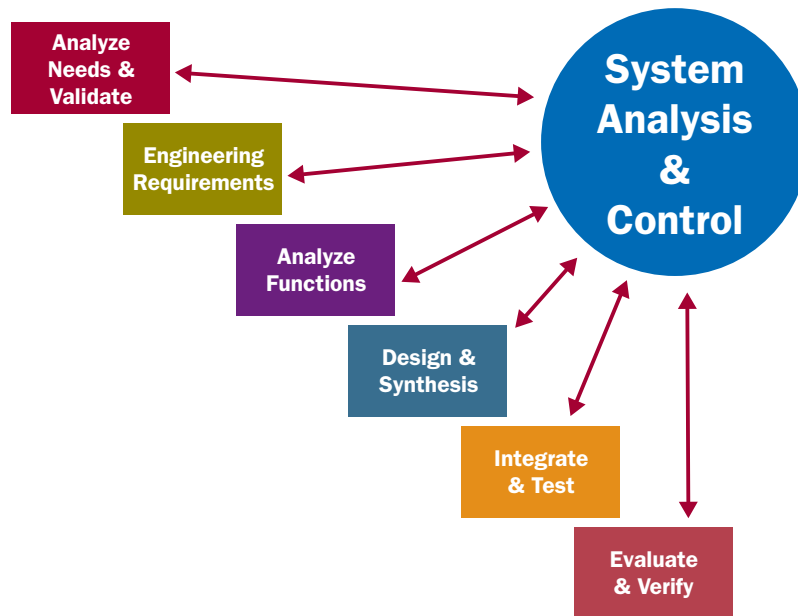 Analyze
Needs &
Validate
System
Analysis
&
Control
Engineering
Requirements
Analyze
Functions
Design &
Synthesis
Integrate
& Test
Evaluate
& Verify